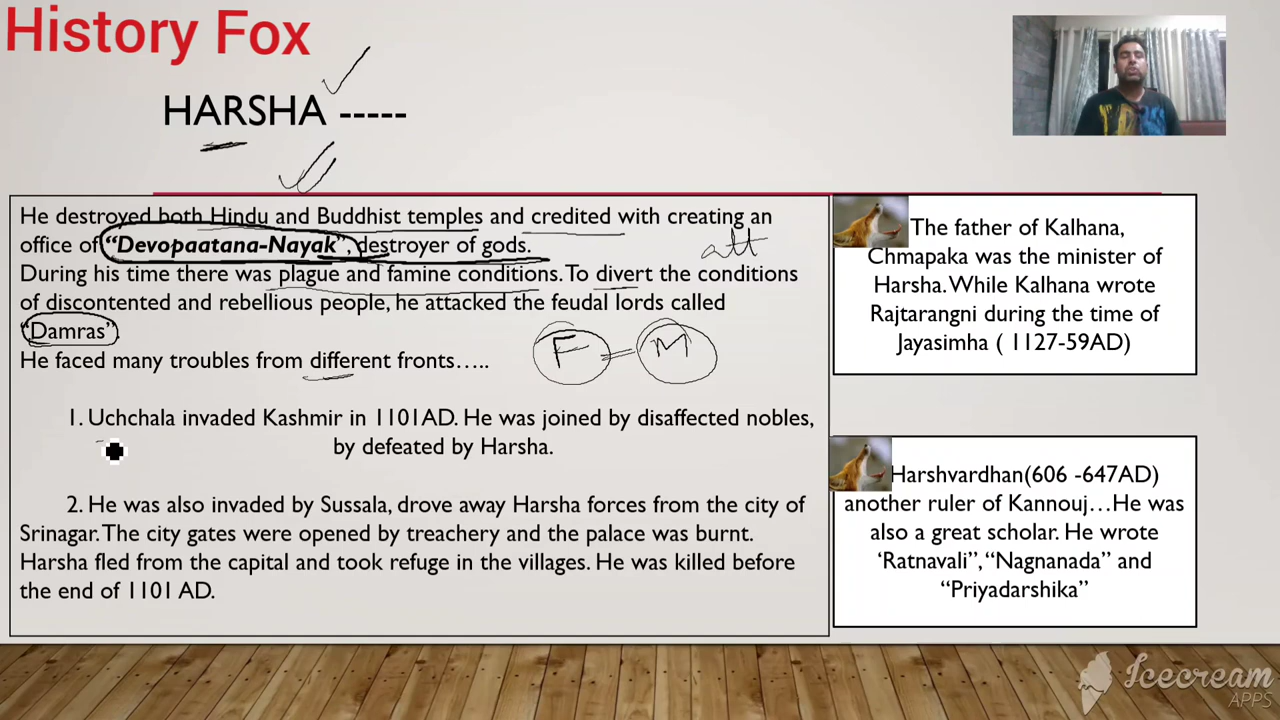 History Fox
HARSHA -----
He destroyed both Hindu and Buddhist temples and credited with creating an
office of “Devopaatana-Nayak”, destroyer of gods.
att
During his time there was plague and famine conditions. To divert the conditions
of discontented and rebellious people, he attacked the feudal lords called
“Damras”.
F = M
He faced many troubles from different fronts…..
1. Uchchala invaded Kashmir in 1101AD. He was joined by disaffected nobles,
by defeated by Harsha.
2. He was also invaded by Sussala, drove away Harsha forces from the city of
Srinagar. The city gates were opened by treachery and the palace was burnt.
Harsha fled from the capital and took refuge in the villages. He was killed before
the end of 1101 AD.
The father of Kalhana,
Chmapaka was the minister of
Harsha. While Kalhana wrote
Rajtarangni during the time of
Jayasimha ( 1127-59AD)
Harshvardhan(606 -647AD)
another ruler of Kannouj…He was
also a great scholar. He wrote
‘Ratnavali”,“Nagnanada” and
“Priyadarshika”
Icecream
APPS